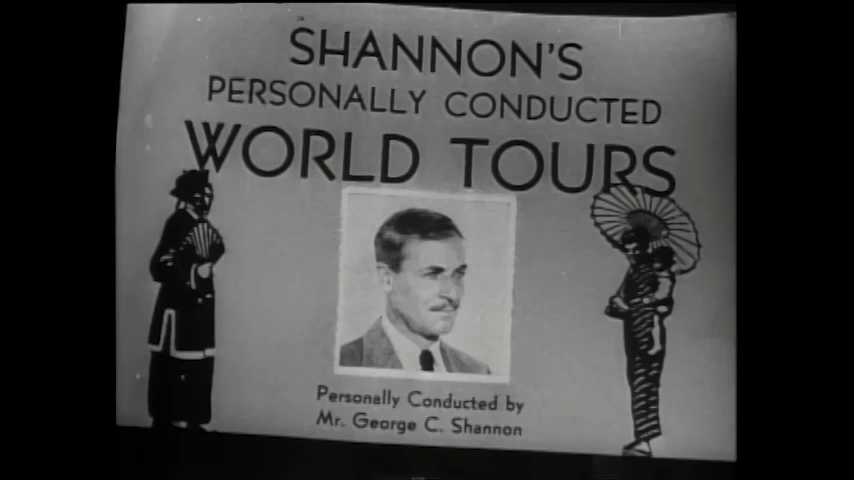 SHANNON'S
PERSONALLY CONDUCTED
WORLD TOURS
Personally Conducted by
Mr. George C. Shannon